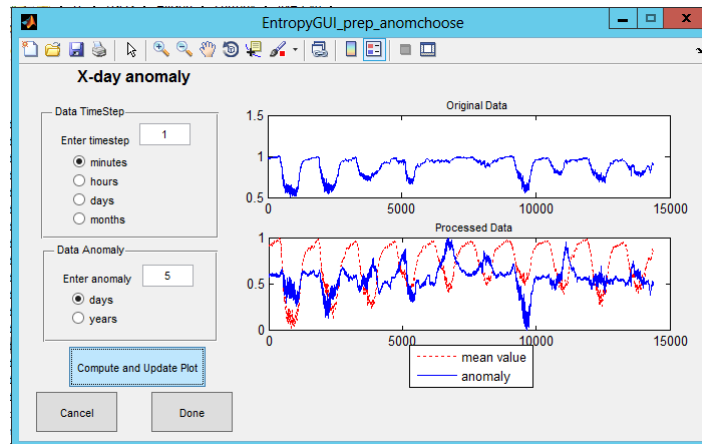 EntropyGUI_prep_anomchoose
X-day anomaly
Data TimeStep
Enter timestep 1
minutes
hours
days
months
Data Anomaly
Enter anomaly 5
days
years
Compute and Update Plot
Cancel
Done
Original Data
1.5
1
0.5
0 5000 10000 15000
Processed Data
1
0.5
0
0 5000 10000 15000
mean value
anomaly